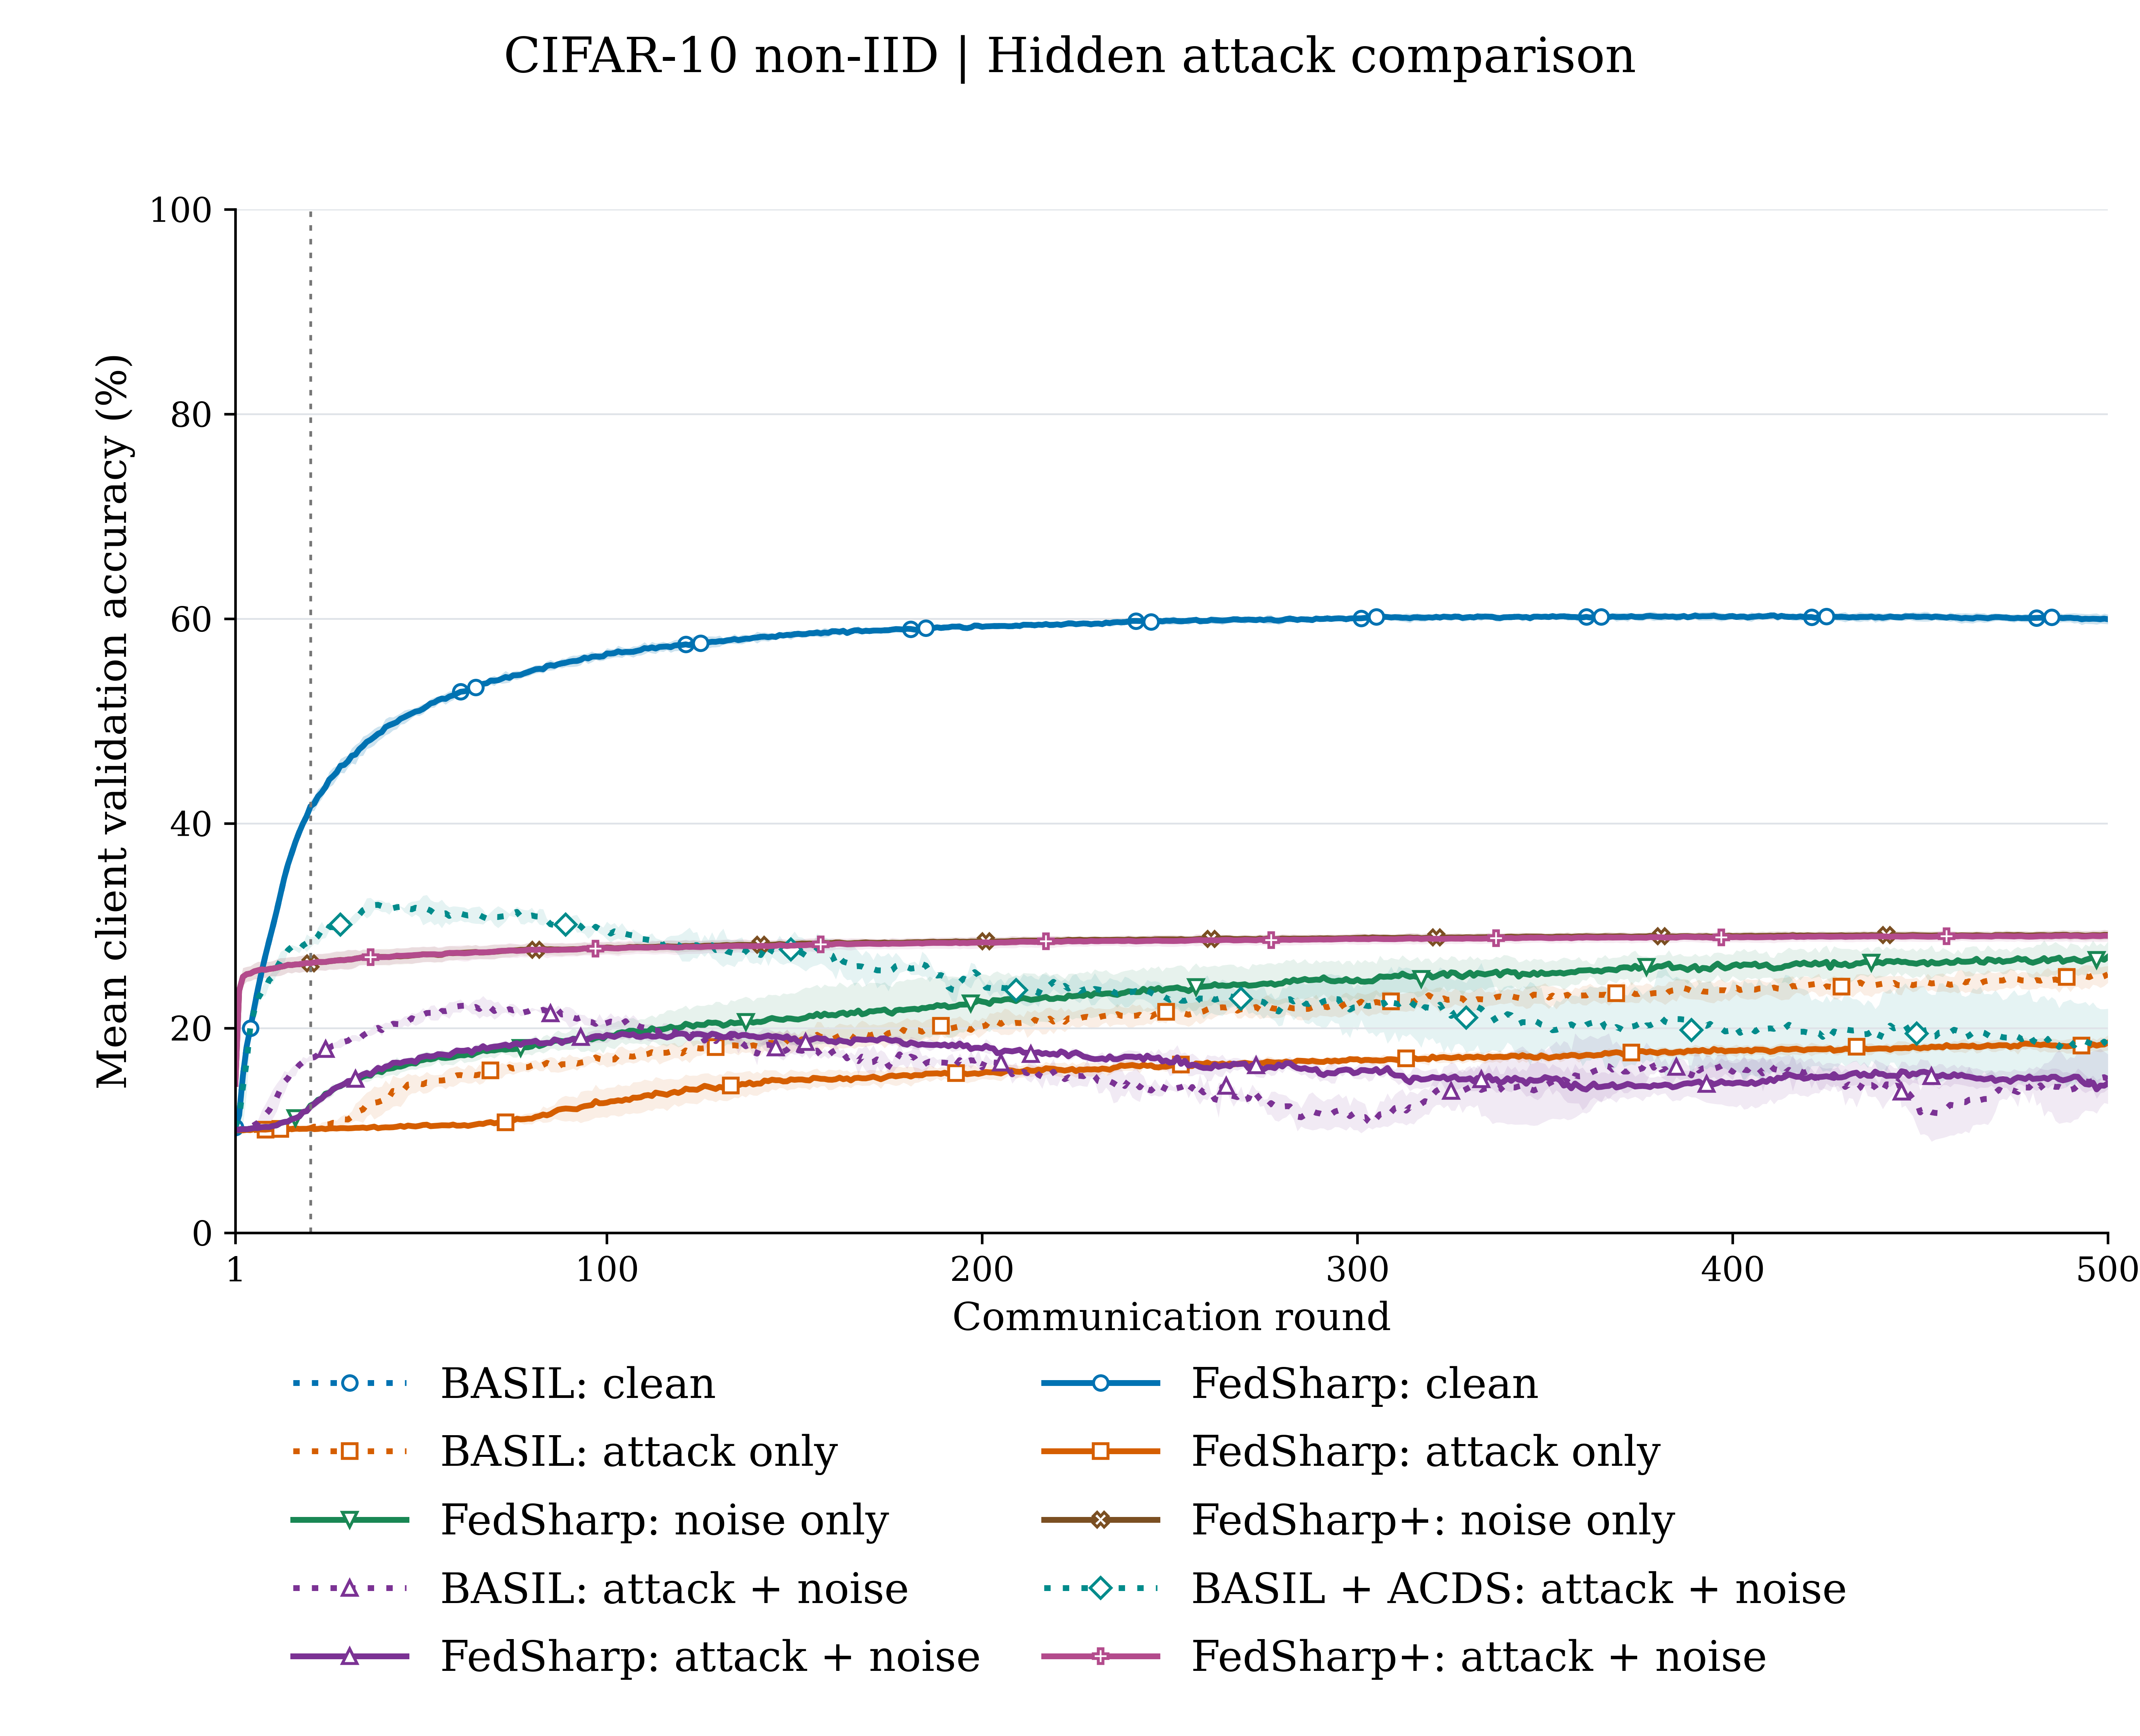 CIFAR-10 non-IID | Hidden attack comparison
Mean client validation accuracy (%)
100
80
60
40
20
0
1 100 200 300 400 500
Communication round
BASIL: clean
BASIL: attack only
FedSharp: noise only
BASIL: attack + noise
FedSharp: attack + noise
FedSharp: clean
FedSharp: attack only
FedSharp+: noise only
BASIL + ACDS: attack + noise
FedSharp+: attack + noise